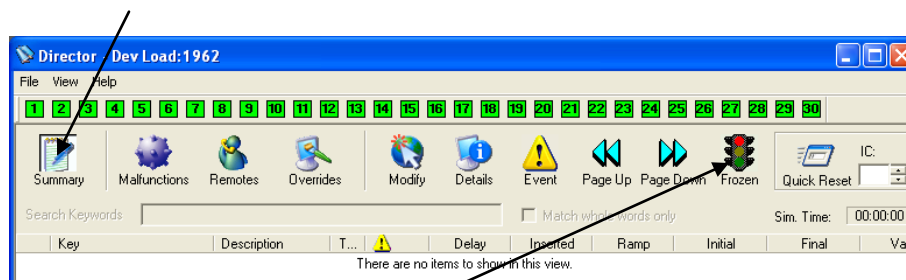 Director - Dev Load:1962
File View Help
1 2 3 4 5 6 7 8 9 10 11 12 13 14 15 16 17 18 19 20 21 22 23 24 25 26 27 28 29 30
Summary Malfunctions Remotes Overrides Modify Details Event Page Up Page Down Frozen Quick Reset IC:
Search Keywords Match whole words only Sim. Time: 00:00:00
Key Description T... Delay Inserted Ramp Initial Final Va
There are no items to show in this view.